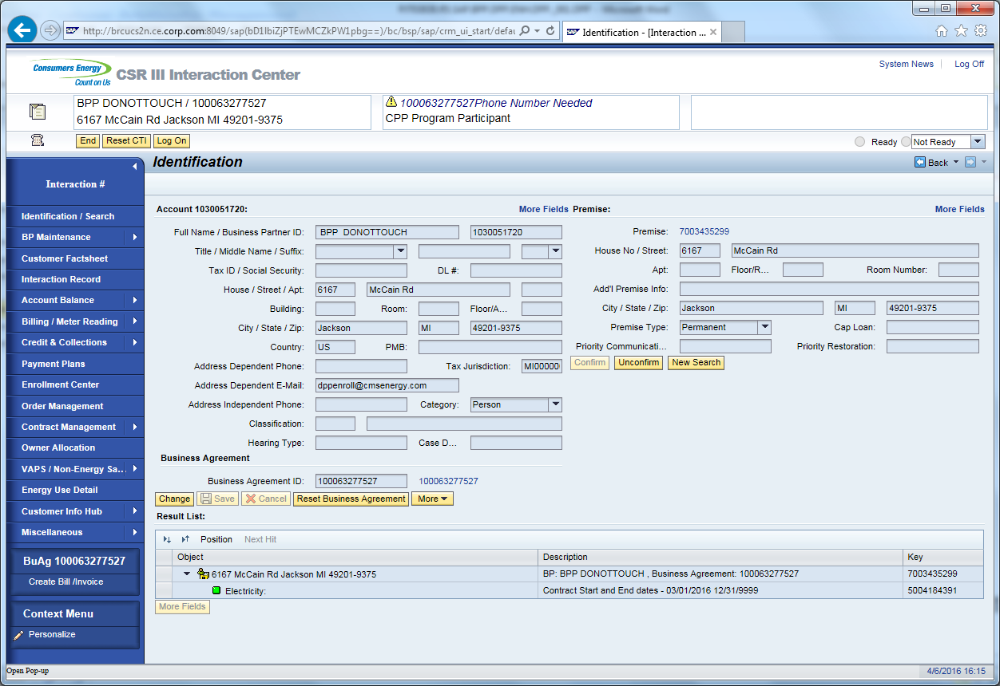 http://brcucs2n.ce.corp.com:8049/sap(bD1lbiZjPTEwMCZkPW1pbg==)/bc/bsp/sap/crm_ui_start/defau
Identification - [Interaction ...
System News Log Off
Consumers Energy
Count on Us
CSR III Interaction Center
BPP DONOTTOUCH / 100063277527
6167 McCain Rd Jackson MI 49201-9375
100063277527Phone Number Needed
CPP Program Participant
End Reset CTI Log On
Ready Not Ready
Identification
Back
Interaction #
Identification / Search
BP Maintenance
Customer Factsheet
Interaction Record
Account Balance
Billing / Meter Reading
Credit & Collections
Payment Plans
Enrollment Center
Order Management
Contract Management
Owner Allocation
VAPS / Non-Energy Sa...
Energy Use Detail
Customer Info Hub
Miscellaneous
BuAg 100063277527
Create Bill /Invoice
Context Menu
Personalize
Account 1030051720: More Fields
Full Name / Business Partner ID: BPP DONOTTOUCH 1030051720
Title / Middle Name / Suffix:
Tax ID / Social Security: DL #:
House / Street / Apt: 6167 McCain Rd
Building: Room: Floor/A...
City / State / Zip: Jackson MI 49201-9375
Country: US PMB:
Address Dependent Phone: Tax Jurisdiction: MI00000
Address Dependent E-Mail: dppenroll@cmsenergy.com
Address Independent Phone: Category: Person
Classification:
Hearing Type: Case D...
Business Agreement
Business Agreement ID: 100063277527 100063277527
Change Save Cancel Reset Business Agreement More
Premise: More Fields
Premise: 7003435299
House No / Street: 6167 McCain Rd
Apt: Floor/R... Room Number:
Add'l Premise Info:
City / State / Zip: Jackson MI 49201-9375
Premise Type: Permanent Cap Loan:
Priority Communicati... Priority Restoration:
Confirm Unconfirm New Search
Result List:
Position Next Hit
Object Description Key
6167 McCain Rd Jackson MI 49201-9375 BP: BPP DONOTTOUCH , Business Agreement: 100063277527 7003435299
Electricity: Contract Start and End dates - 03/01/2016 12/31/9999 5004184391
More Fields
Open Pop-up
4/6/2016 16:15